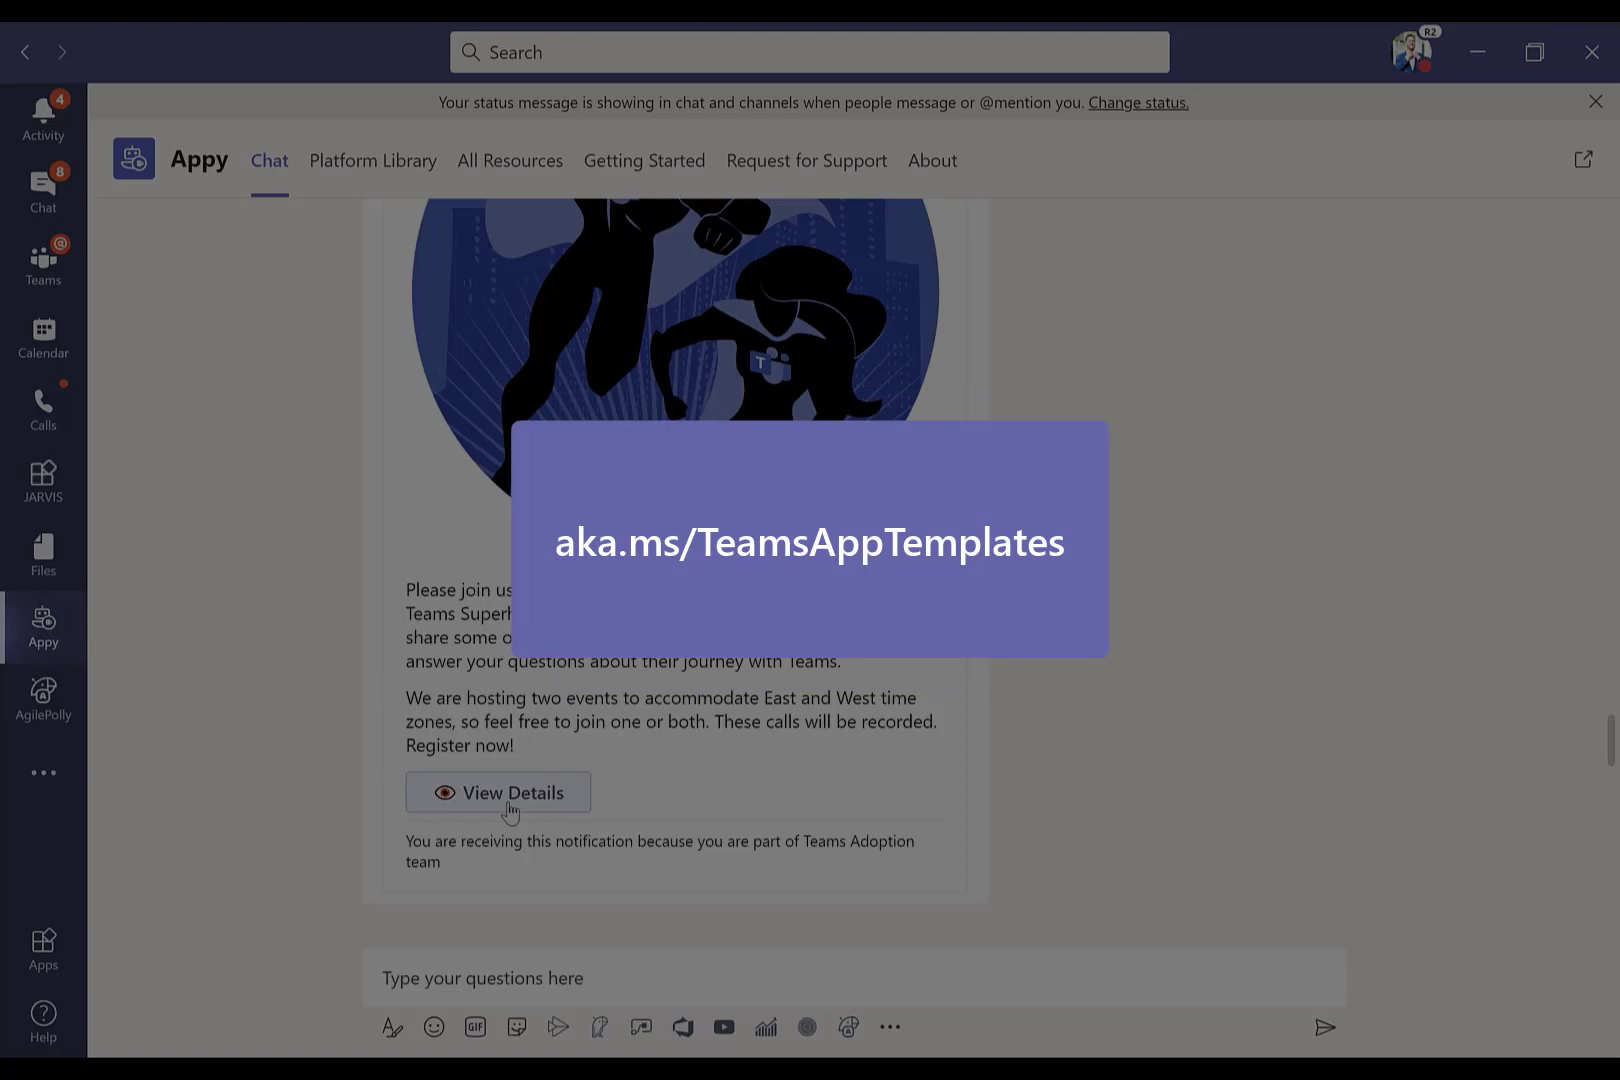 Search
R2
Your status message is showing in chat and channels when people message or @mention you. Change status.
4
Activity
8
Chat
@
Teams
Calendar
Calls
JARVIS
Files
Appy
AgilePolly
Apps
Help
Appy Chat Platform Library All Resources Getting Started Request for Support About
T
aka.ms/TeamsAppTemplates
Please join us
Teams Superh
share some o
answer your questions about their journey with Teams.
We are hosting two events to accommodate East and West time
zones, so feel free to join one or both. These calls will be recorded.
Register now!
View Details
You are receiving this notification because you are part of Teams Adoption
team
Type your questions here
GIF